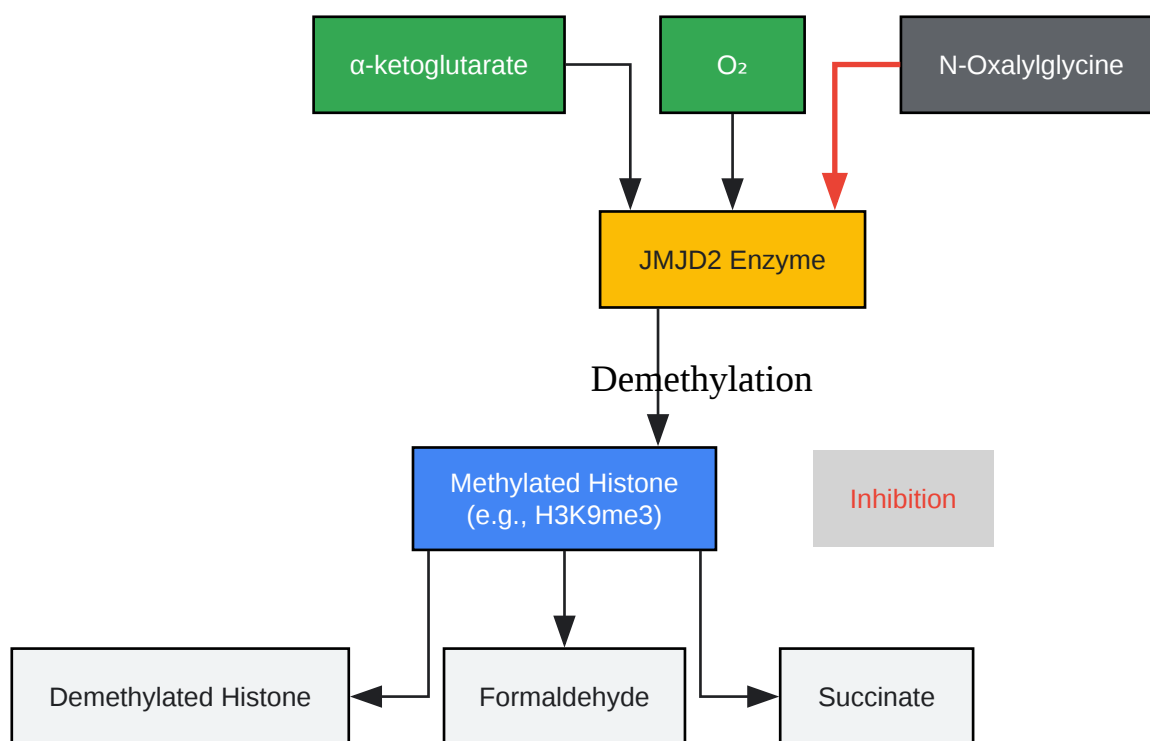 α-ketoglutarate
O₂
N-Oxalylglycine
JMJD2 Enzyme
Demethylation
Methylated Histone
(e.g., H3K9me3)
Inhibition
Demethylated Histone
Formaldehyde
Succinate